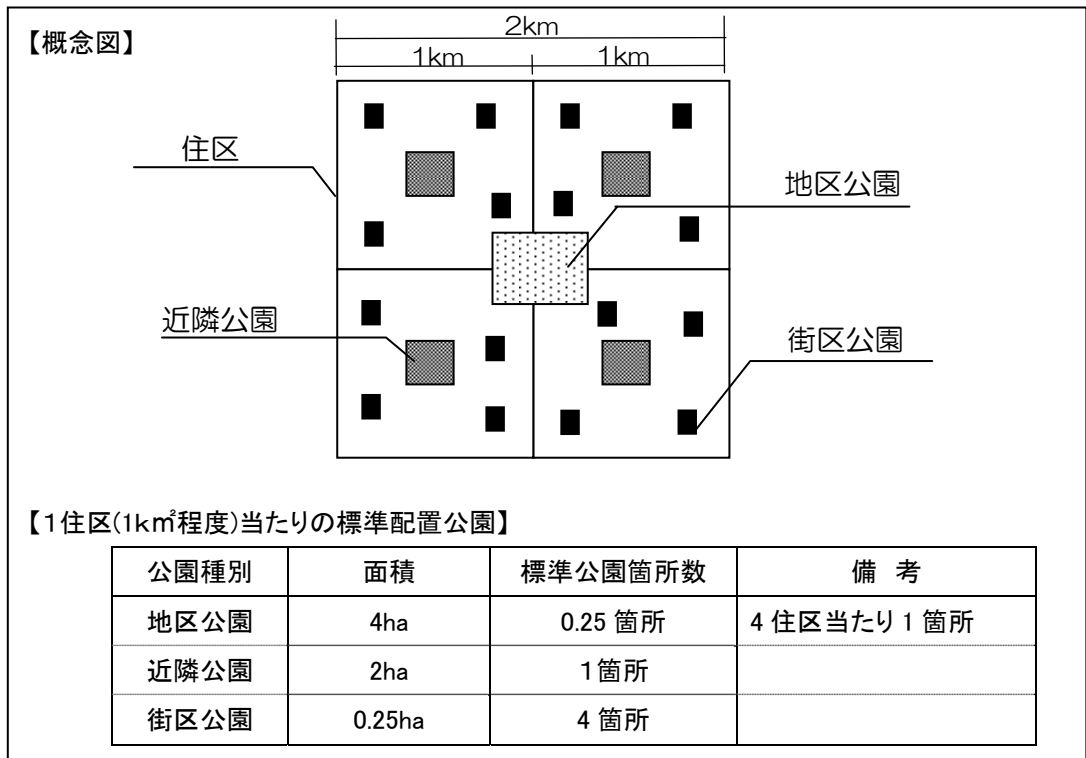 【概念図】
2km
1km 1km
住区
地区公園
近隣公園
街区公園
【1住区(1k㎡程度)当たりの標準配置公園】
公園種別 面積 標準公園箇所数 備 考
地区公園 4ha 0.25 箇所 4 住区当たり 1 箇所
近隣公園 2ha 1箇所
街区公園 0.25ha 4 箇所